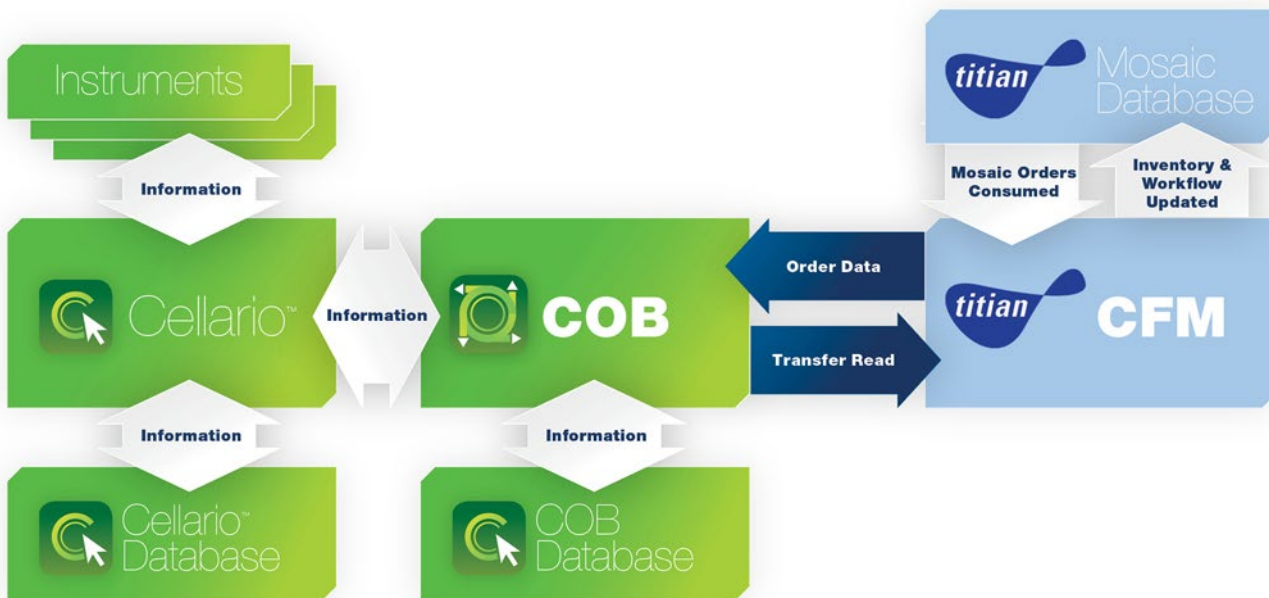 Instruments
titian
Mosaic
Database
Information
Mosaic Orders
Consumed
Inventory &
Workflow
Updated
Cellario™
Information
COB
Order Data
Transfer Read
titian
CFM
Information
Information
Cellario™
Database
COB
Database